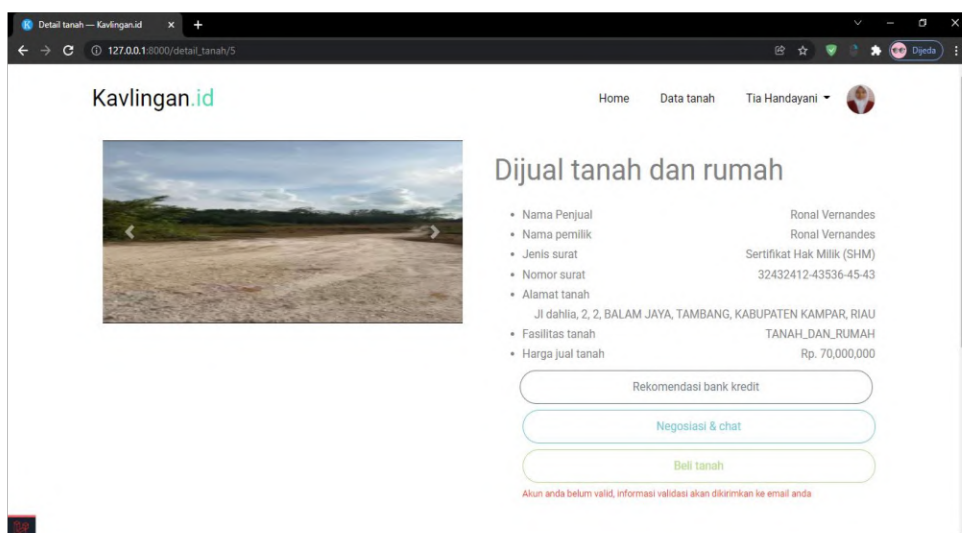 Detail tanah — Kavlingan.id
127.0.0.1:8000/detail_tanah/5
Dijeda
Kavlingan.id
Home
Data tanah
Tia Handayani
Dijual tanah dan rumah
Nama Penjual Ronal Vernandes
Nama pemilik Ronal Vernandes
Jenis surat Sertifikat Hak Milik (SHM)
Nomor surat 32432412-43536-45-43
Alamat tanah
Jl dahlia, 2, 2, BALAM JAYA, TAMBANG, KABUPATEN KAMPAR, RIAU
Fasilitas tanah TANAH_DAN_RUMAH
Harga jual tanah Rp. 70,000,000
Rekomendasi bank kredit
Negosiasi & chat
Beli tanah
Akun anda belum valid, informasi validasi akan dikirimkan ke email anda